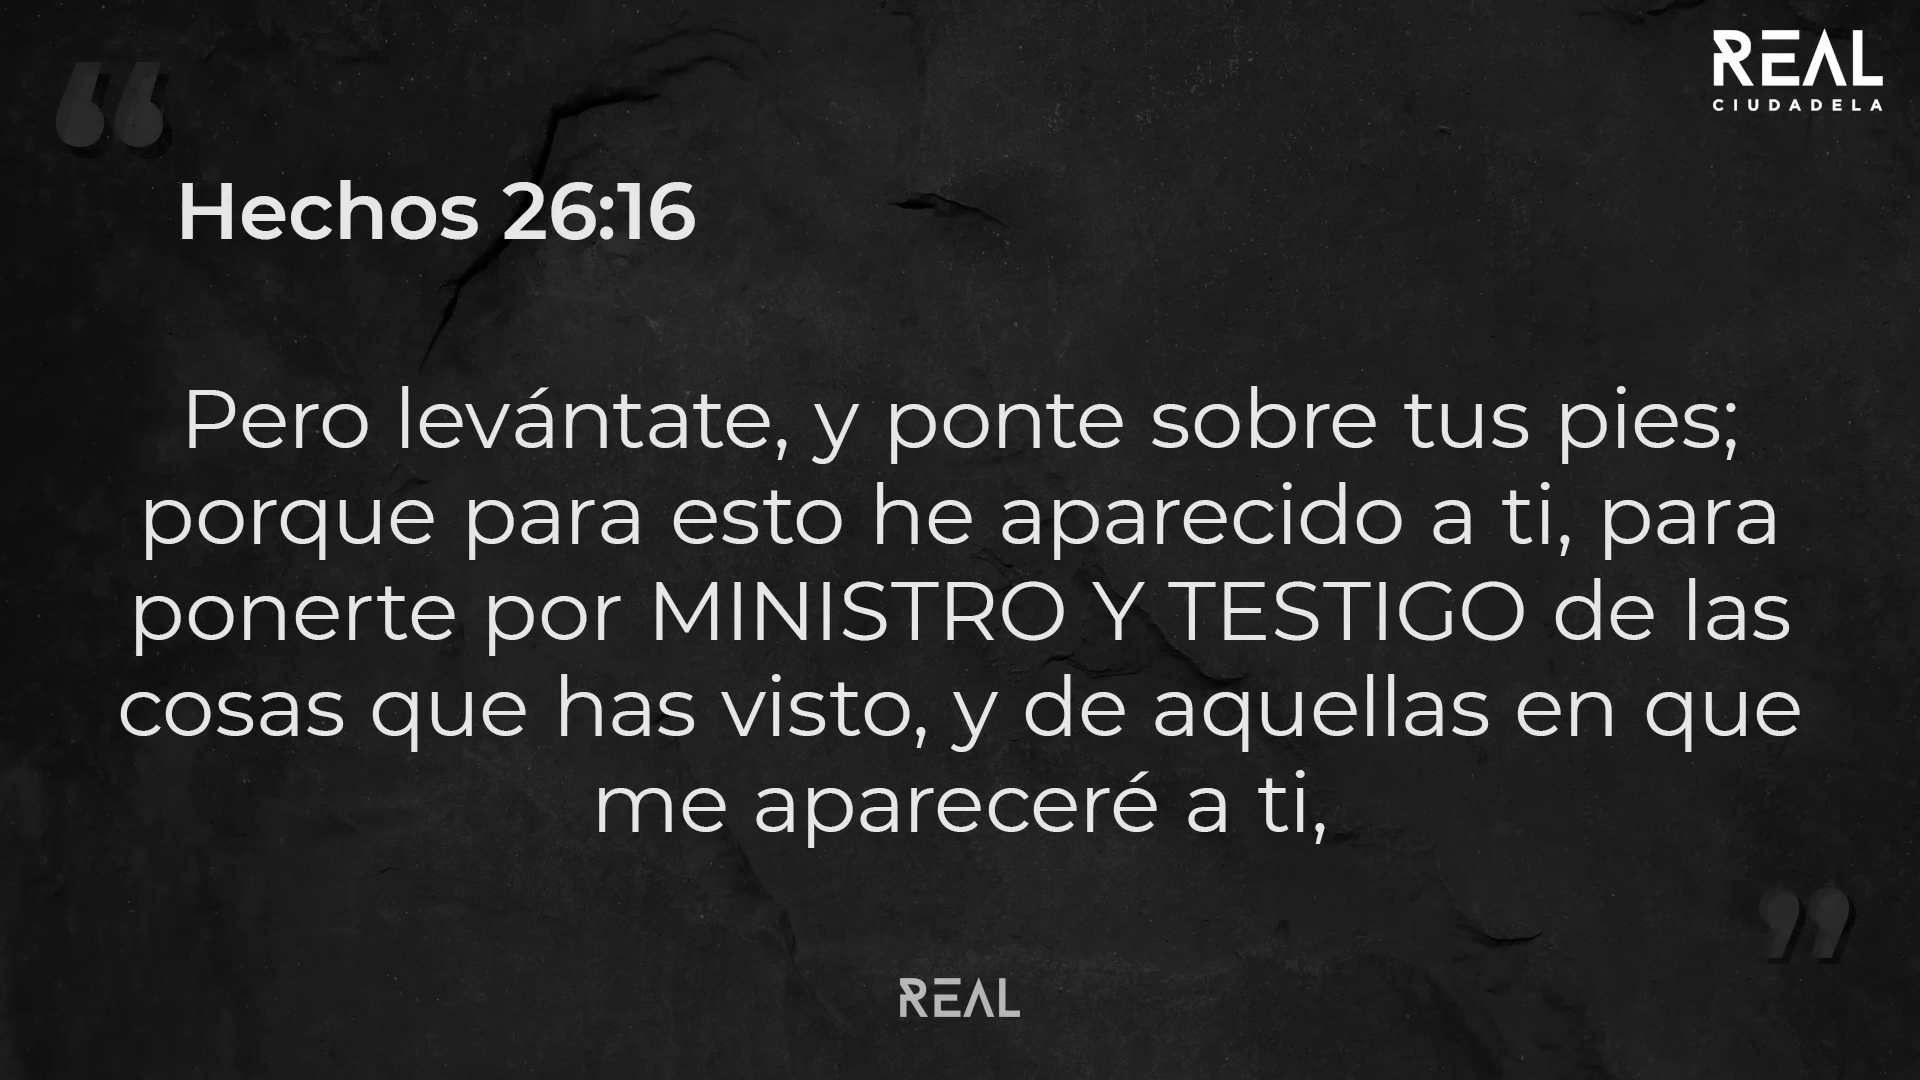 REAL
CIUDADELA
“
Hechos 26:16
Pero levántate, y ponte sobre tus pies;
porque para esto he aparecido a ti, para
ponerte por MINISTRO Y TESTIGO de las
cosas que has visto, y de aquellas en que
me apareceré a ti,
”
REAL